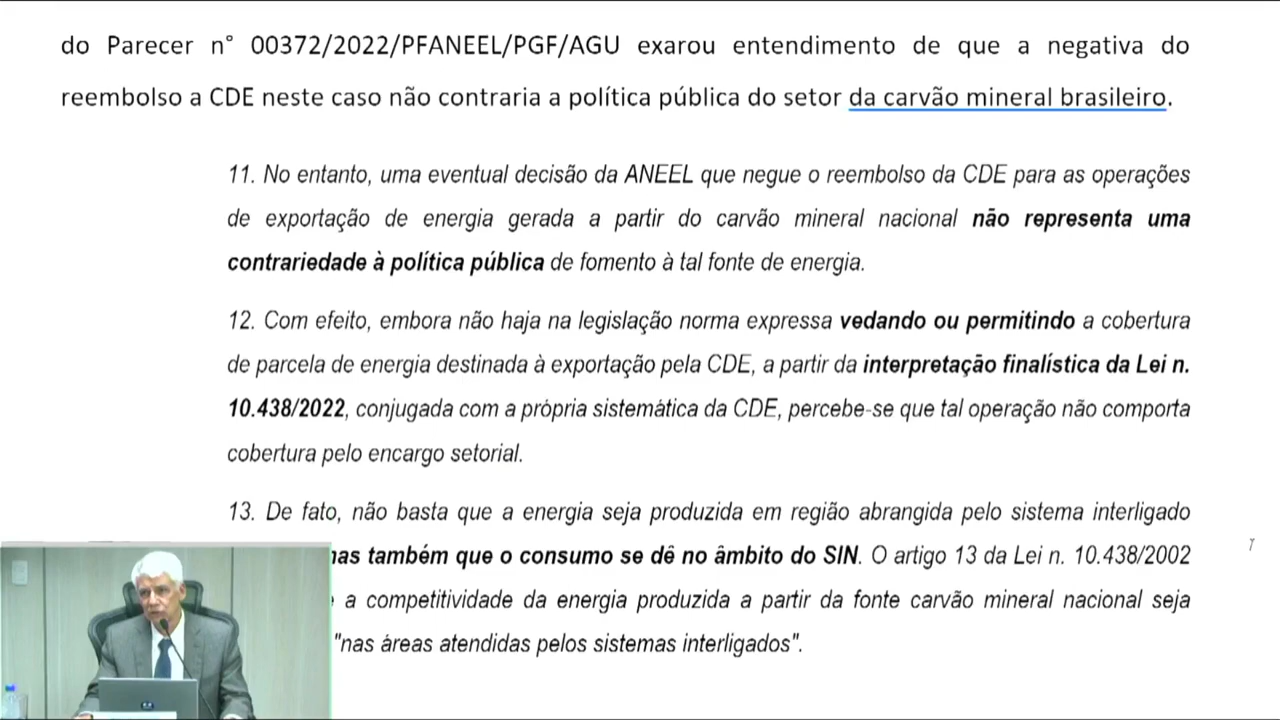 do Parecer n° 00372/2022/PFANEEL/PGF/AGU exarou entendimento de que a negativa do
reembolso a CDE neste caso não contraria a política pública do setor da carvão mineral brasileiro.
11. No entanto, uma eventual decisão da ANEEL que negue o reembolso da CDE para as operações
de exportação de energia gerada a partir do carvão mineral nacional não representa uma
contrariedade à política pública de fomento à tal fonte de energia.
12. Com efeito, embora não haja na legislação norma expressa vedando ou permitindo a cobertura
de parcela de energia destinada à exportação pela CDE, a partir da interpretação finalística da Lei n.
10.438/2022, conjugada com a própria sistemática da CDE, percebe-se que tal operação não comporta
cobertura pelo encargo setorial.
13. De fato, não basta que a energia seja produzida em região abrangida pelo sistema interligado
também que o consumo se dê no âmbito do SIN. O artigo 13 da Lei n. 10.438/2002
a competitividade da energia produzida a partir da fonte carvão mineral nacional seja
"nas áreas atendidas pelos sistemas interligados".